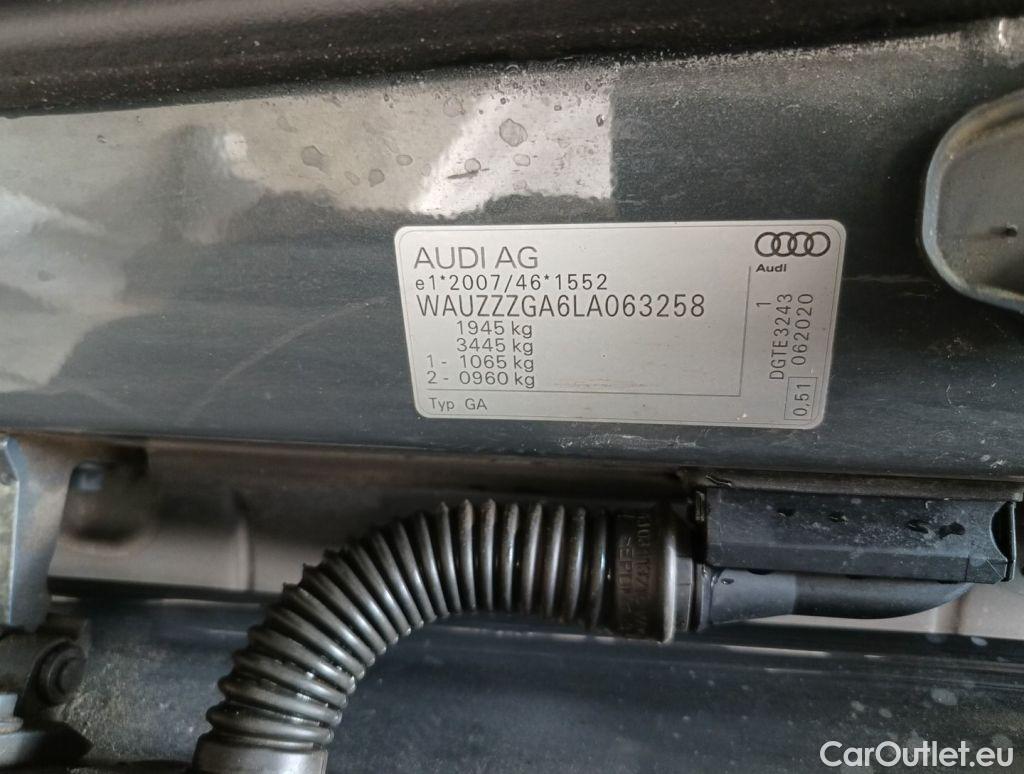 AUDI AG
Audi
e1*2007/46*1552
WAUZZZGA6LA063258
1945 kg
3445 kg
1 - 1065 kg
2 - 0960 kg
Typ GA
DGTE3243 1
062020
0,51
CarOutlet.eu